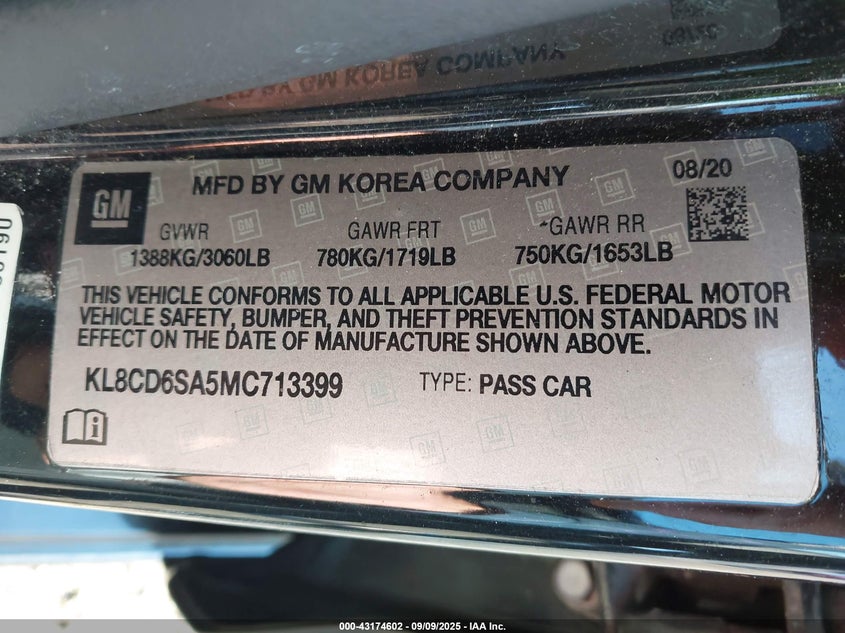 GM
MFD BY GM KOREA COMPANY
08/20
GVWR
GAWR FRT
GAWR RR
1388KG/3060LB
780KG/1719LB
750KG/1653LB
THIS VEHICLE CONFORMS TO ALL APPLICABLE U.S. FEDERAL MOTOR
VEHICLE SAFETY, BUMPER, AND THEFT PREVENTION STANDARDS IN
EFFECT ON THE DATE OF MANUFACTURE SHOWN ABOVE.
KL8CD6SA5MC713399
TYPE: PASS CAR
000-43174602 - 09/09/2025 - IAA Inc.